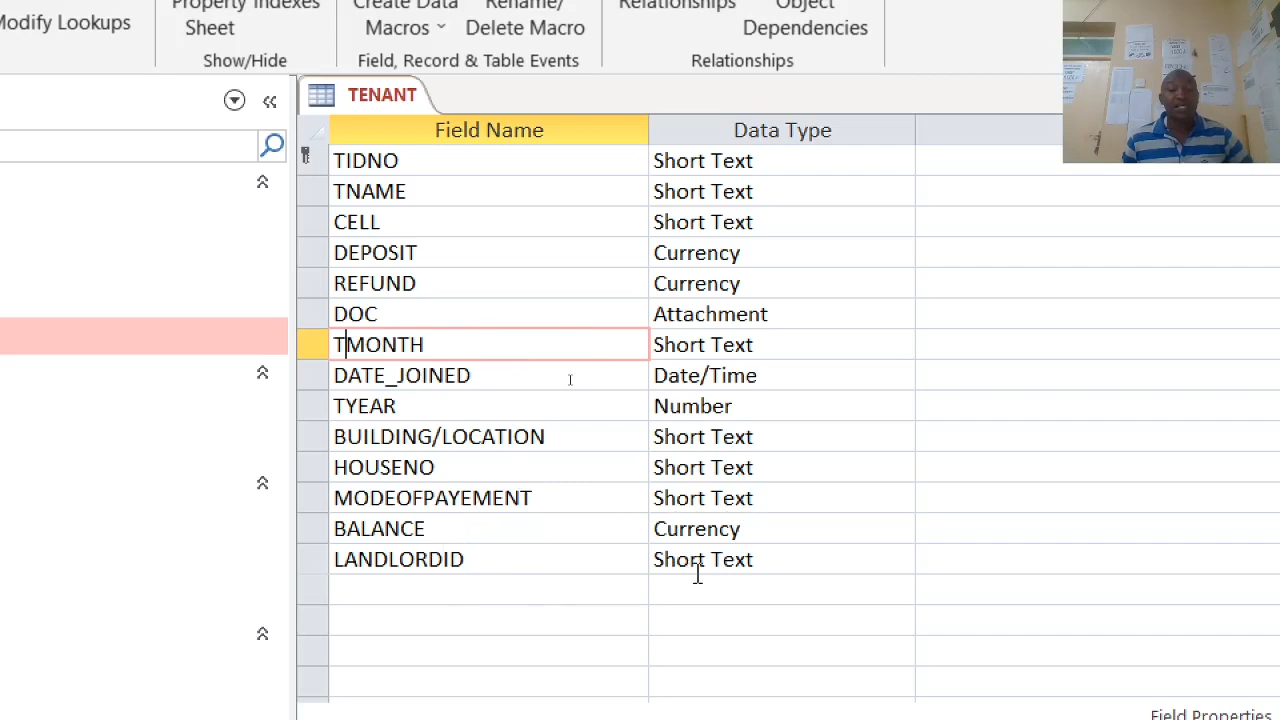 Modify Lookups
Property Indexes
Sheet
Show/Hide
Create Data
Macros
Rename/
Delete Macro
Field, Record & Table Events
Relationships
Object
Dependencies
Relationships
TENANT
Field Name Data Type
TIDNO Short Text
TNAME Short Text
CELL Short Text
DEPOSIT Currency
REFUND Currency
DOC Attachment
TMONTH Short Text
DATE_JOINED Date/Time
TYEAR Number
BUILDING/LOCATION Short Text
HOUSENO Short Text
MODEOFPAYEMENT Short Text
BALANCE Currency
LANDLORDID Short Text
Field Properties